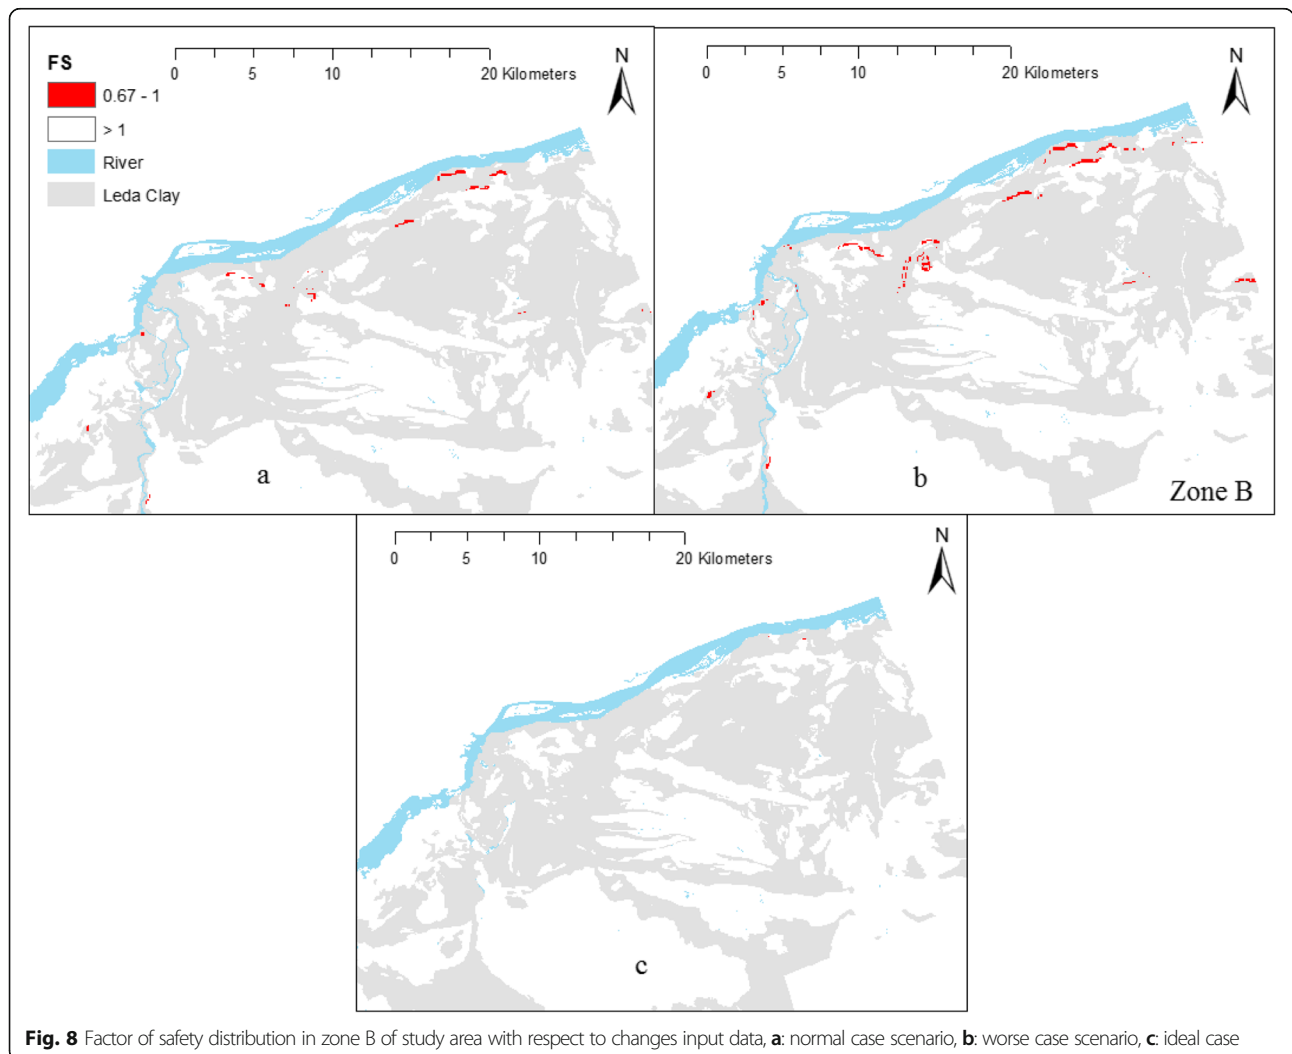 FS
0.67 - 1
> 1
River
Leda Clay
0 5 10 20 Kilometers
N
a
0 5 10 15 20 Kilometers
N
b
Zone B
0 5 10 20 Kilometers
N
c
Fig. 8 Factor of safety distribution in zone B of study area with respect to changes input data, a: normal case scenario, b: worse case scenario, c: ideal case